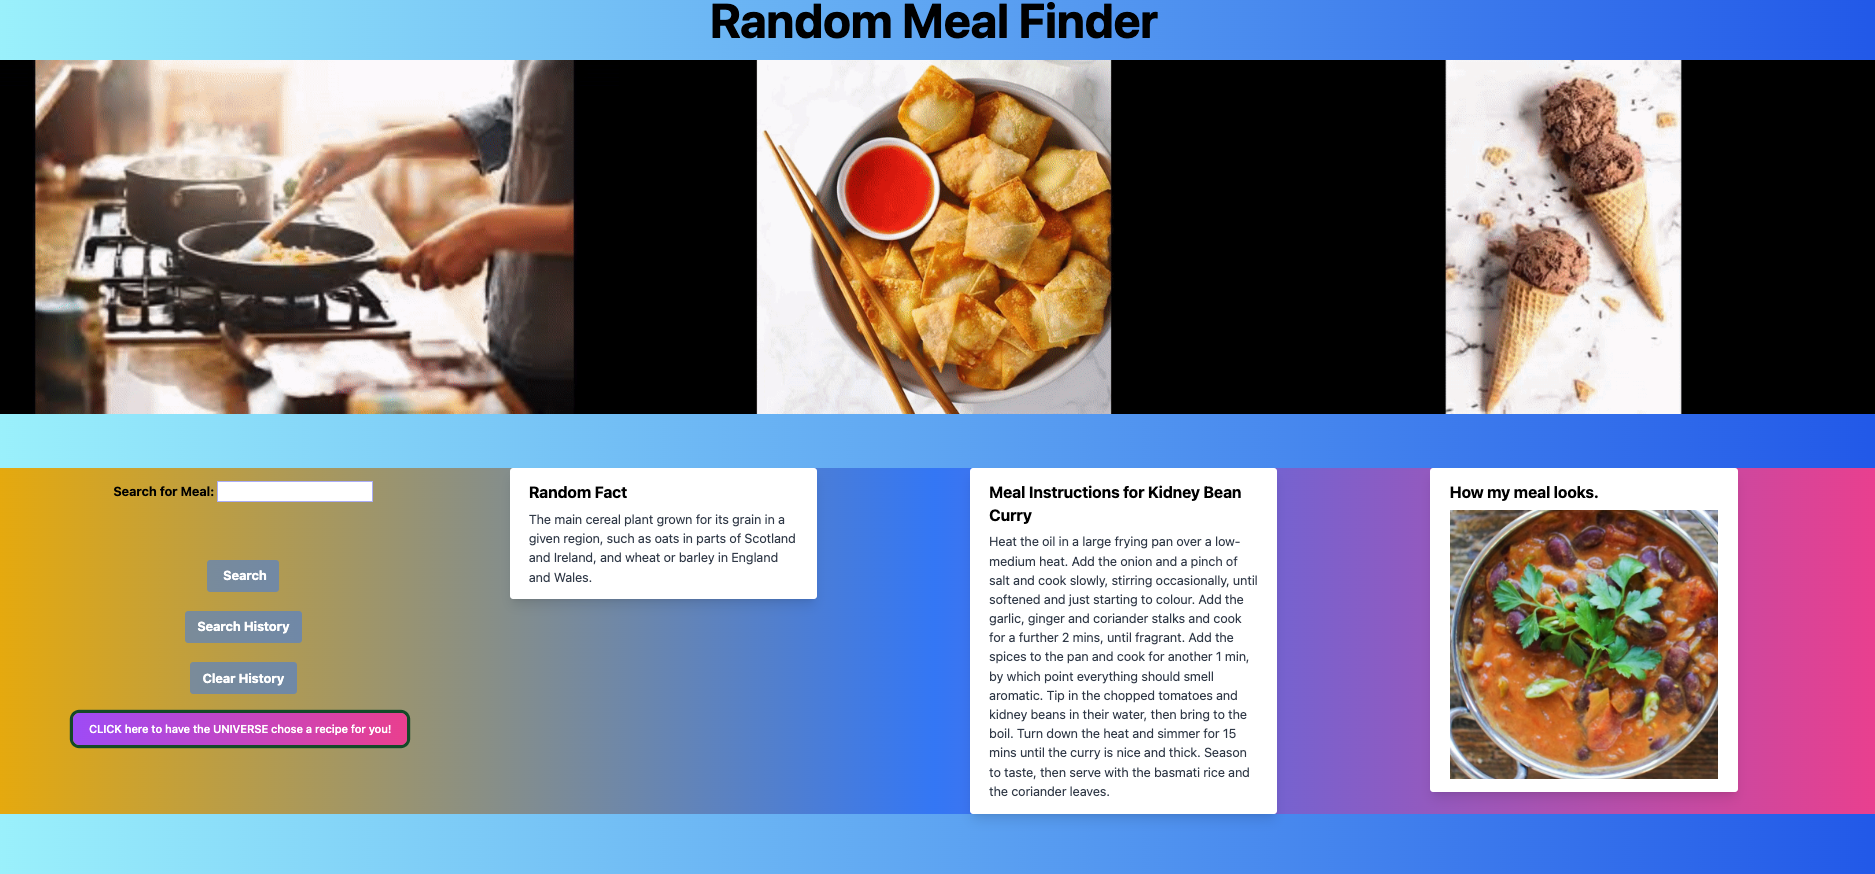 Random Meal Finder
Search for Meal:
Search
Search History
Clear History
CLICK here to have the UNIVERSE chose a recipe for you!
Random Fact
The main cereal plant grown for its grain in a
given region, such as oats in parts of Scotland
and Ireland, and wheat or barley in England
and Wales.
Meal Instructions for Kidney Bean
Curry
Heat the oil in a large frying pan over a low-
medium heat. Add the onion and a pinch of
salt and cook slowly, stirring occasionally, until
softened and just starting to colour. Add the
garlic, ginger and coriander stalks and cook
for a further 2 mins, until fragrant. Add the
spices to the pan and cook for another 1 min,
by which point everything should smell
aromatic. Tip in the chopped tomatoes and
kidney beans in their water, then bring to the
boil. Turn down the heat and simmer for 15
mins until the curry is nice and thick. Season
to taste, then serve with the basmati rice and
the coriander leaves.
How my meal looks.